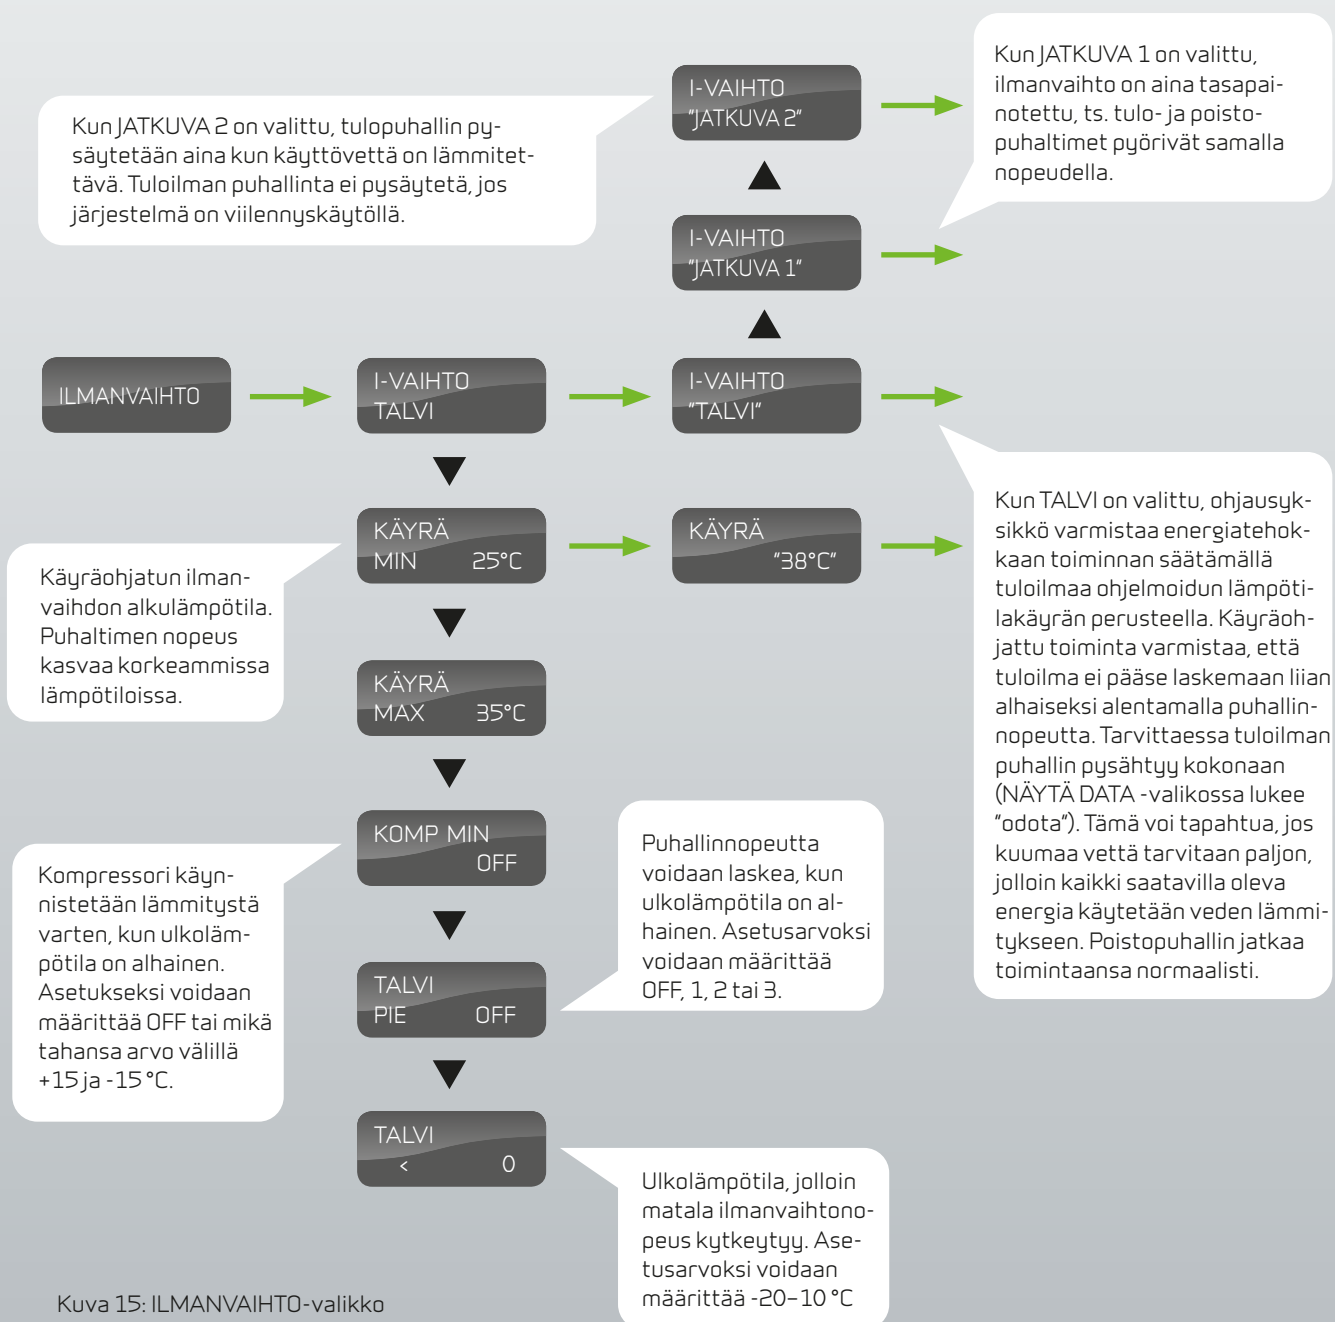 Kun JATKUVA 2 on valittu, tulopuhallin py-
säytetään aina kun käyttövettä on lämmitet-
tävä. Tuloilman puhallinta ei pysäytetä, jos
järjestelmä on viilennyskäytöllä.
I-VAIHTO
"JATKUVA 2"
Kun JATKUVA 1 on valittu,
ilmanvaihto on aina tasapai-
notettu, ts. tulo- ja poisto-
puhaltimet pyörivät samalla
nopeudella.
I-VAIHTO
"JATKUVA 1"
ILMANVAIHTO
I-VAIHTO
TALVI
I-VAIHTO
"TALVI"
Kun TALVI on valittu, ohjausyk-
sikkö varmistaa energiatehok-
kaan toiminnan säätämällä
tuloilmaa ohjelmoidun lämpöti-
lakäyrän perusteella. Käyräoh-
jattu toiminta varmistaa, että
tuloilma ei pääse laskemaan liian
alhaiseksi alentamalla puhallin-
nopeutta. Tarvittaessa tuloilman
puhallin pysähtyy kokonaan
(NÄYTÄ DATA -valikossa lukee
"odota"). Tämä voi tapahtua, jos
kuumaa vettä tarvitaan paljon,
jolloin kaikki saatavilla oleva
energia käytetään veden lämmi-
tykseen. Poistopuhallin jatkaa
toimintaansa normaalisti.
KÄYRÄ
MIN 25°C
KÄYRÄ
"38°C"
Käyräohjatun ilman-
vaihdon alkulämpötila.
Puhaltimen nopeus
kasvaa korkeammissa
lämpötiloissa.
KÄYRÄ
MAX 35°C
KOMP MIN
OFF
Kompressori käyn-
nistetään lämmitystä
varten, kun ulkoläm-
pötila on alhainen.
Asetukseksi voidaan
määrittää OFF tai mikä
tahansa arvo välillä
+15 ja -15 °C.
Puhallinnopeutta
voidaan laskea, kun
ulkolämpötila on al-
hainen. Asetusarvoksi
voidaan määrittää
OFF, 1, 2 tai 3.
TALVI
PIE OFF
TALVI
< 0
Ulkolämpötila, jolloin
matala ilmanvaihtono-
peus kytkeytyy. Ase-
tusarvoksi voidaan
määrittää -20–10 °C
Kuva 15: ILMANVAIHTO-valikko